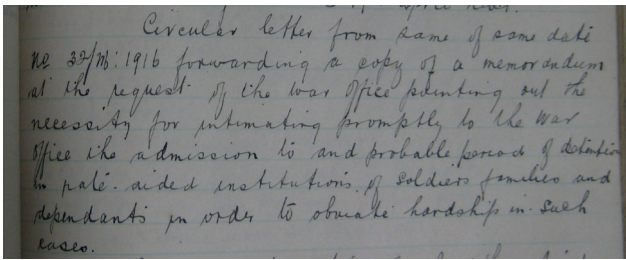 Circular letter from same of same date
No 32/M: 1916 forwarding a copy of a memorandum
at the request of the War Office pointing out the
necessity for intimating promptly to the War
Office the admission to and probable period of detention
in rate-aided institutions of soldiers families and
dependants in order to obviate hardship in such
cases.